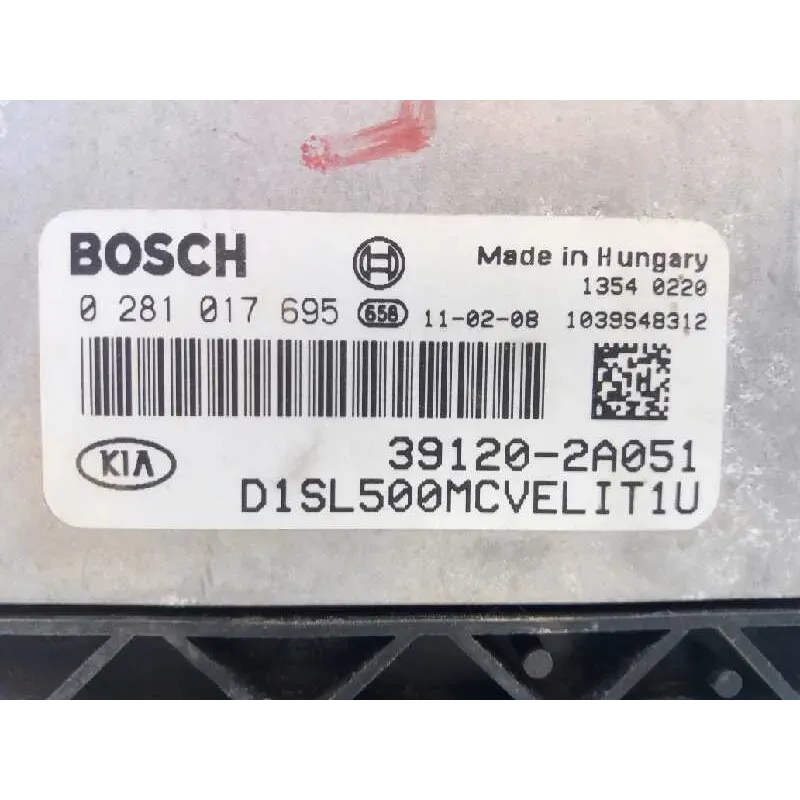 BOSCH
Made in Hungary
1354 0220
0 281 017 695 658 11-02-08 1039S48312
KIA
39120-2A051
D1SL500MCVELIT1U